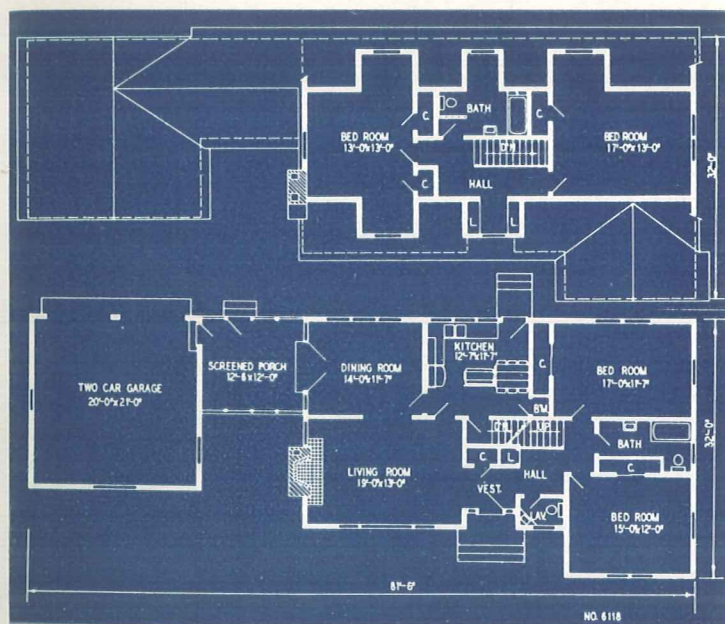 BATH
C.
C.
BED ROOM
13'-0"x13'-0"
BED ROOM
17'-0"x13'-0"
D'N
HALL
C.
L.
L.
32'-0"
KITCHEN
12'-7"x11'-7"
SCREENED PORCH
12'-6 x 12'-0"
DINING ROOM
14'-0"x11'-7"
C.
BED ROOM
17'-0"x11'-7"
TWO CAR GARAGE
20'-0"x21'-0"
B'M.
D'N.
UP
BATH
32'-0"
C.
L.
HALL
C.
LIVING ROOM
19'-0"x13'-0"
VEST.
LAV.
BED ROOM
15'-0"x12'-0"
81'-6"
NO. 6118